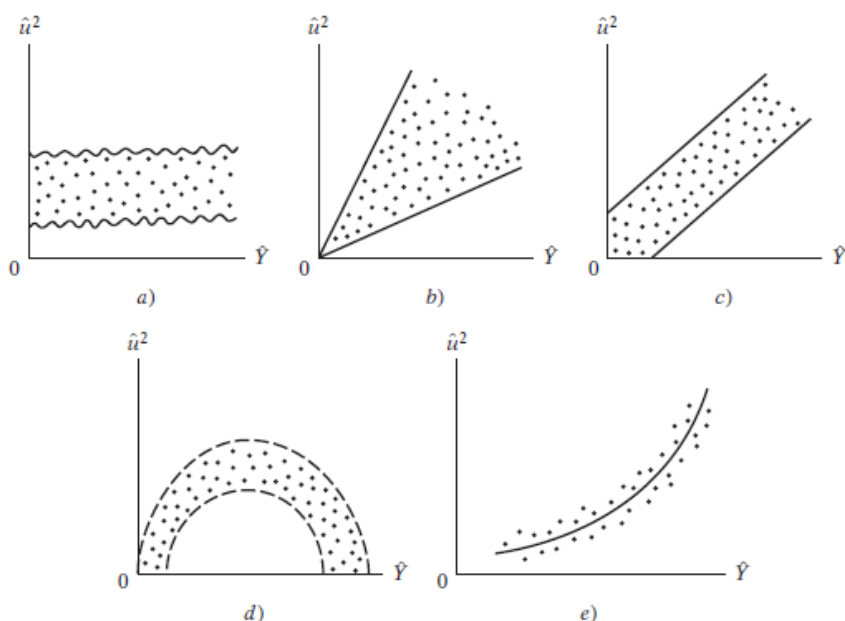 û² û² û²
0 Ŷ 0 Ŷ 0 Ŷ
a) b) c)
û² û²
0 Ŷ 0 Ŷ
d) e)